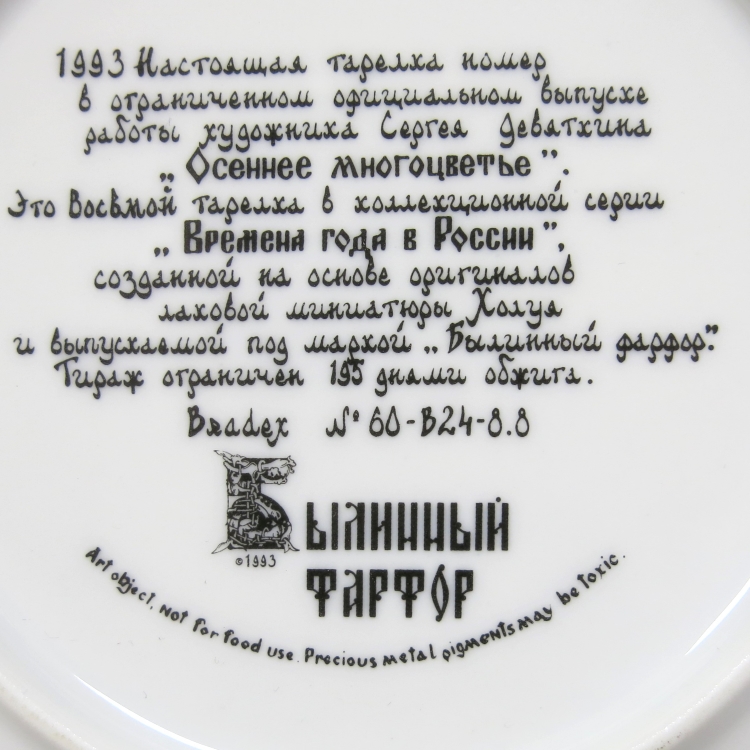 1993 Настоящая тарелка номер
в ограниченном официальном выпуске
работы художника Сергея Девяткина
„Осеннее многоцветье”.
Это Восьмой тарелка в коллекционной серии
„Времена года в России”,
созданной на основе оригиналов
лаковой миниатюры Холуя
и выпускаемой под маркой „Былинный фарфор”.
Тираж ограничен 195 днями обжига.
Bradex № 60-B24-8.8
Былинный
©1993
фарфор
Art object. Not for food use. Precious metal pigments may be toxic.